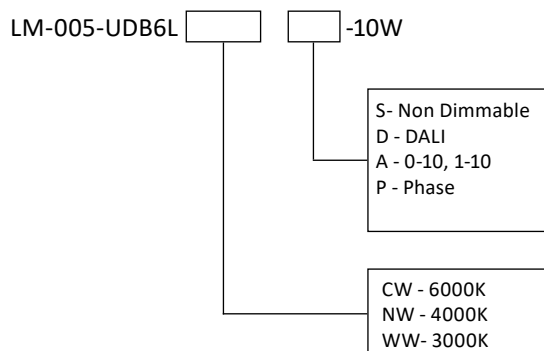 LM-005-UDB6L -10W
S- Non Dimmable
D - DALI
A - 0-10, 1-10
P - Phase
CW - 6000K
NW - 4000K
WW- 3000K